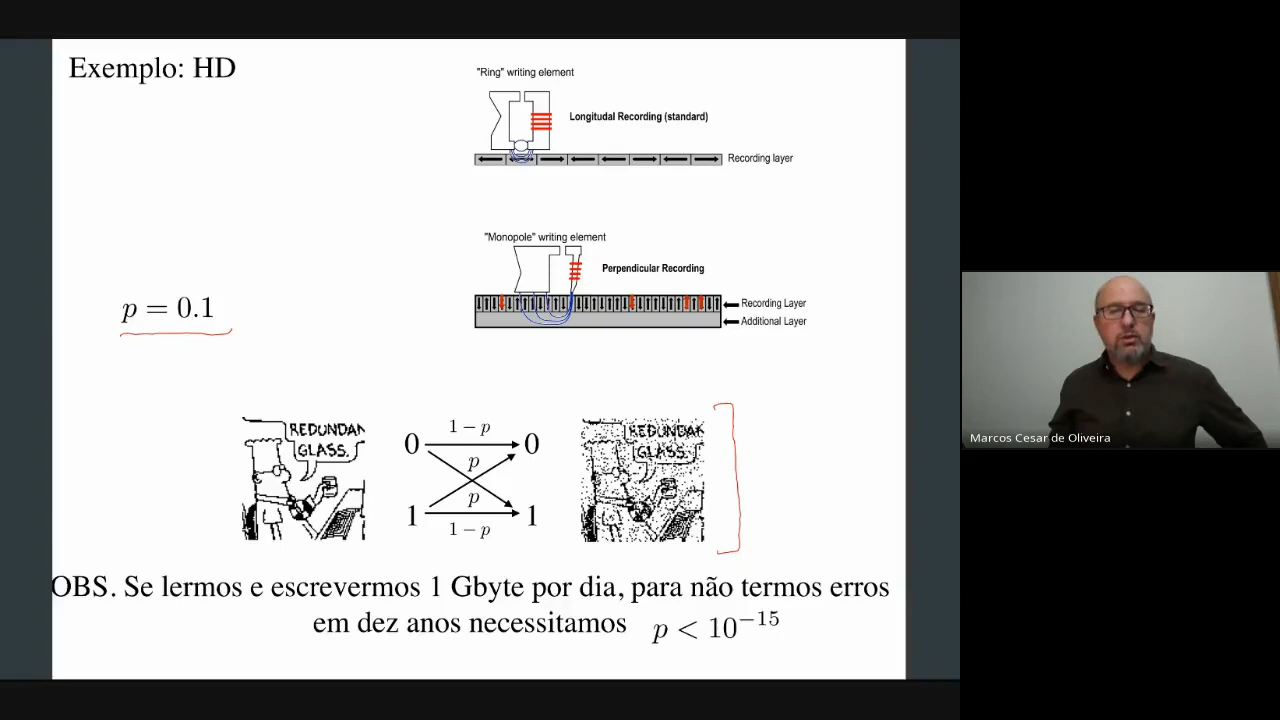 Exemplo: HD
"Ring" writing element
Longitudal Recording (standard)
Recording layer
"Monopole" writing element
Perpendicular Recording
Recording Layer
Additional Layer
p = 0.1
REDUNDAN
GLASS.
0 1 − p 0
p
p
1 1 − p 1
REDUNDAN
GLASS.
OBS. Se lermos e escrevermos 1 Gbyte por dia, para não termos erros
em dez anos necessitamos p < 10⁻¹⁵
Marcos Cesar de Oliveira